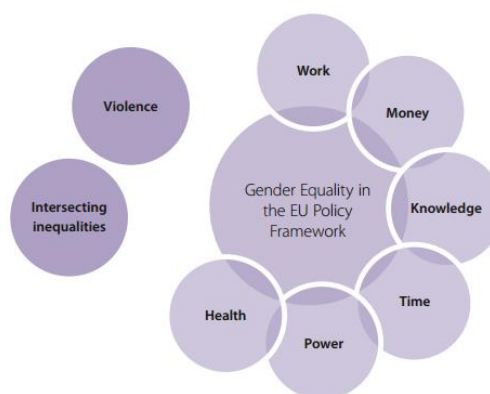 Violence
Intersecting
inequalities
Work
Money
Knowledge
Time
Power
Health
Gender Equality in
the EU Policy
Framework